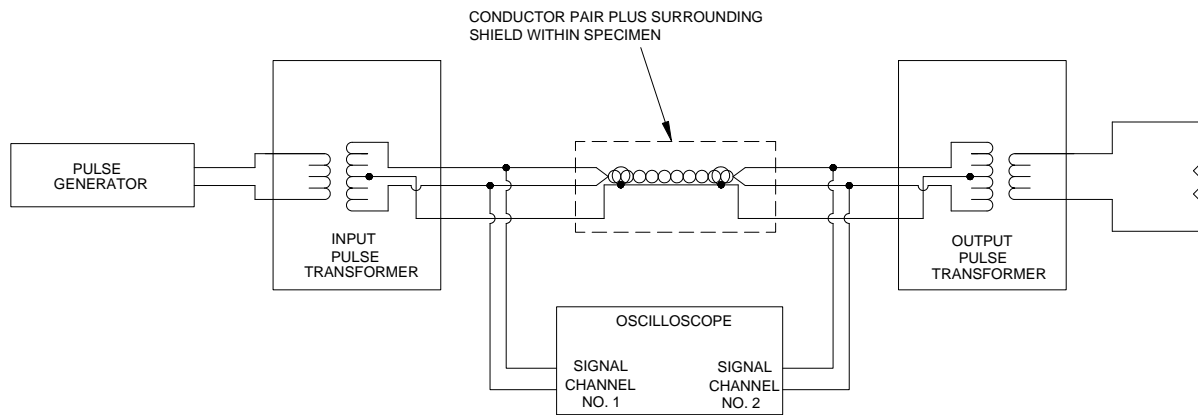 CONDUCTOR PAIR PLUS SURROUNDING
SHIELD WITHIN SPECIMEN
PULSE
GENERATOR
INPUT
PULSE
TRANSFORMER
OUTPUT
PULSE
TRANSFORMER
OSCILLOSCOPE
SIGNAL
CHANNEL
NO. 1
SIGNAL
CHANNEL
NO. 2